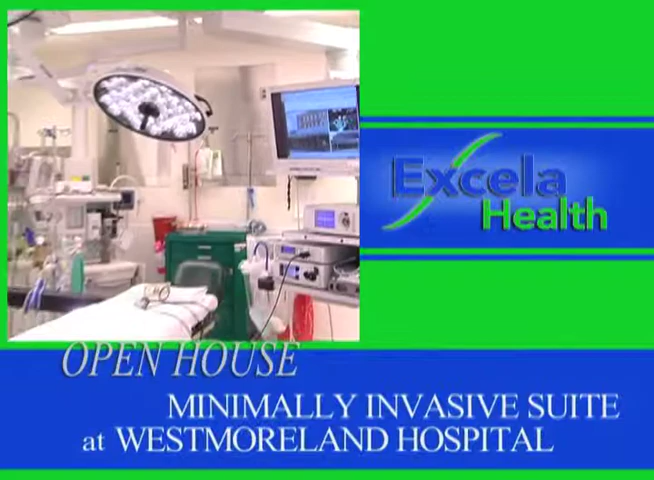 Excela
Health
OPEN HOUSE
MINIMALLY INVASIVE SUITE
at WESTMORELAND HOSPITAL